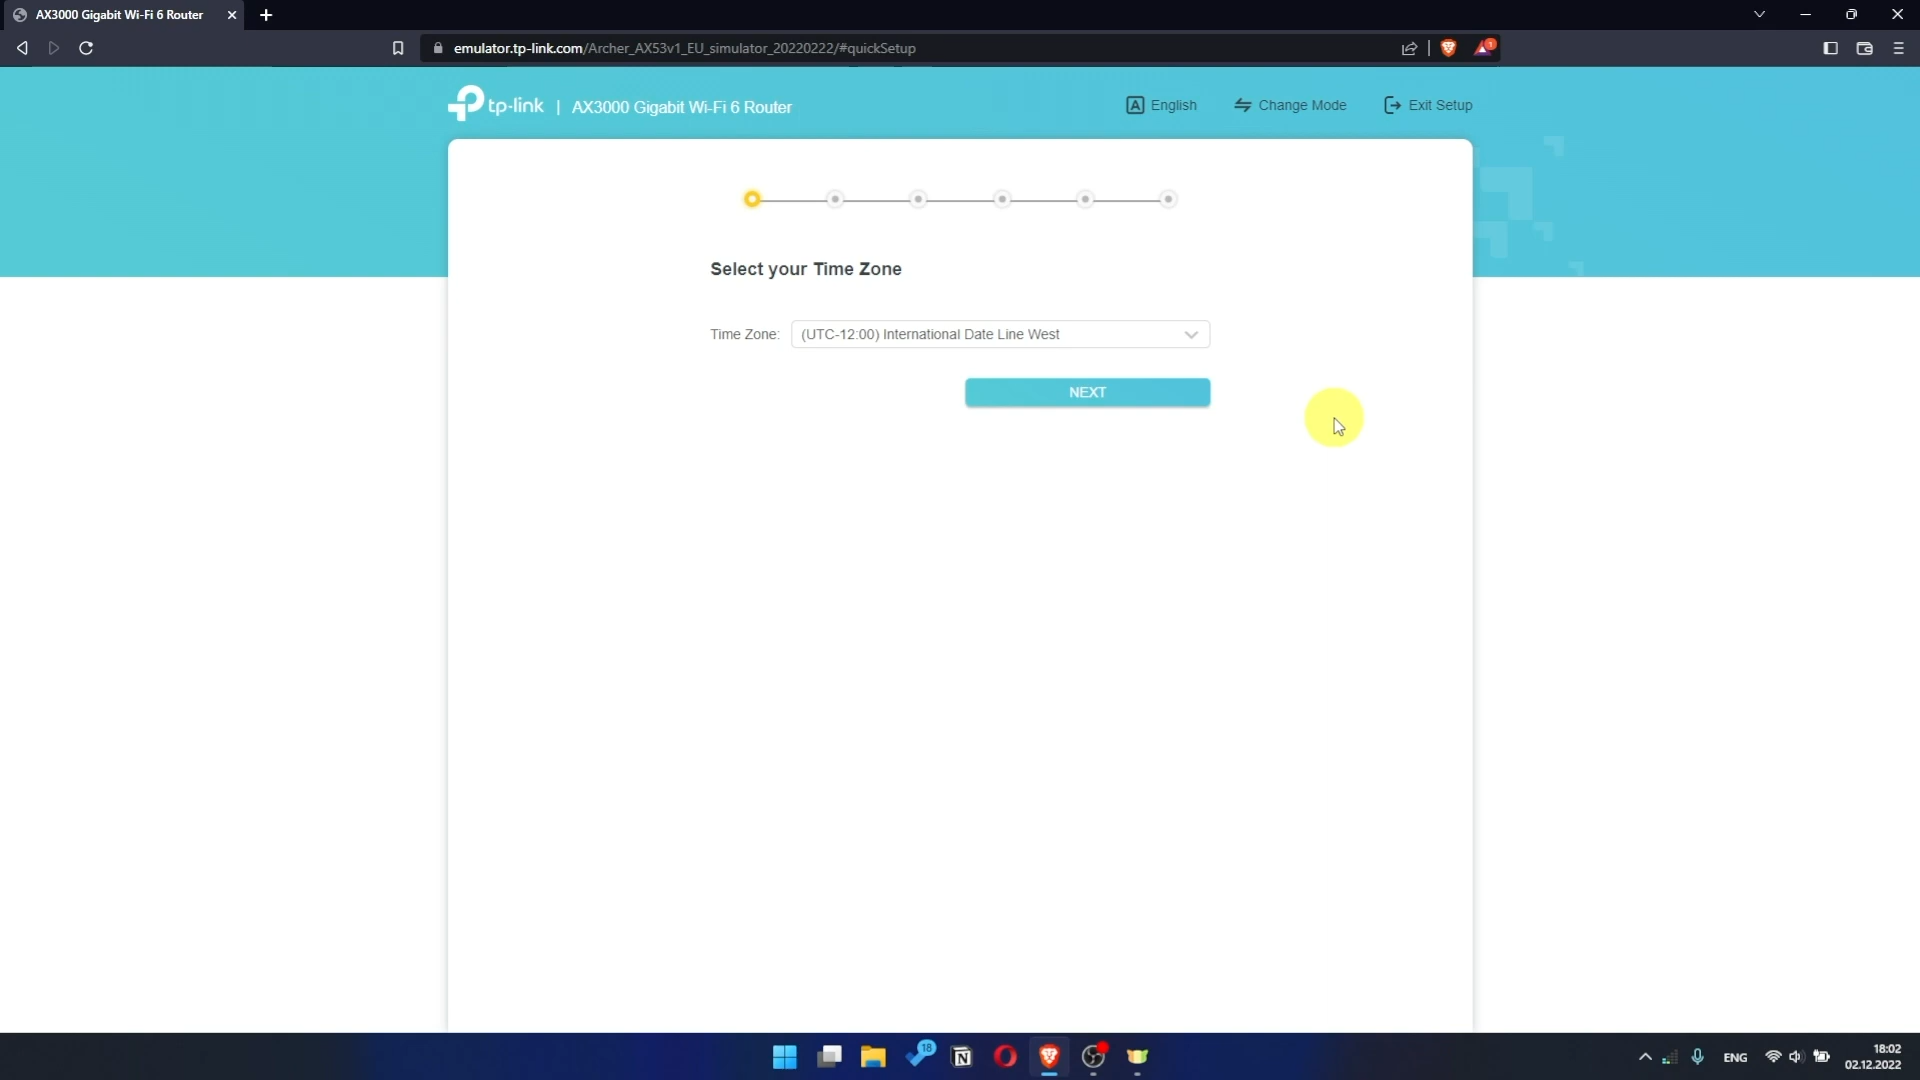 AX3000 Gigabit Wi-Fi 6 Router
emulator.tp-link.com/Archer_AX53v1_EU_simulator_20220222/#quickSetup
1
tp-link | AX3000 Gigabit Wi-Fi 6 Router
A English
Change Mode
Exit Setup
Select your Time Zone
Time Zone: (UTC-12:00) International Date Line West
NEXT
18
N
ENG
18:02
02.12.2022